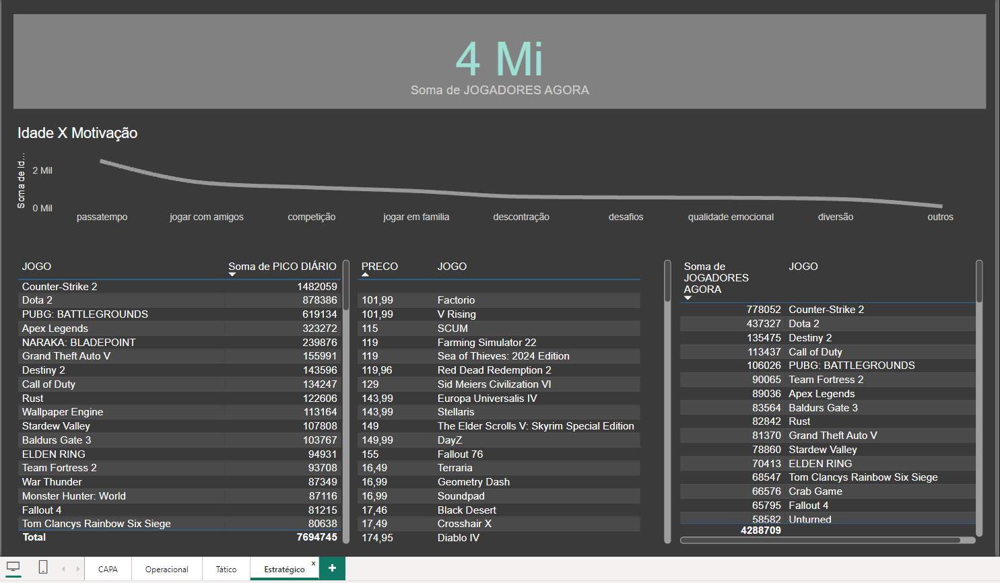 4 Mi
Soma de JOGADORES AGORA
Idade X Motivação
Soma de Id...
2 Mil
0 Mil
passatempo jogar com amigos competição jogar em familia descontração desafios qualidade emocional diversão outros
JOGO Soma de PICO DIÁRIO
Counter-Strike 2 1482059
Dota 2 878386
PUBG: BATTLEGROUNDS 619134
Apex Legends 323272
NARAKA: BLADEPOINT 239876
Grand Theft Auto V 155991
Destiny 2 143596
Call of Duty 134247
Rust 122606
Wallpaper Engine 113164
Stardew Valley 107808
Baldurs Gate 3 103767
ELDEN RING 94931
Team Fortress 2 93708
War Thunder 87349
Monster Hunter: World 87116
Fallout 4 81215
Tom Clancys Rainbow Six Siege 80638
Total 7694745
PRECO JOGO
101,99 Factorio
101,99 V Rising
115 SCUM
119 Farming Simulator 22
119 Sea of Thieves: 2024 Edition
119,96 Red Dead Redemption 2
129 Sid Meiers Civilization VI
143,99 Europa Universalis IV
143,99 Stellaris
149 The Elder Scrolls V: Skyrim Special Edition
149,99 DayZ
155 Fallout 76
16,49 Terraria
16,99 Geometry Dash
16,99 Soundpad
17,46 Black Desert
17,49 Crosshair X
174,95 Diablo IV
Soma de JOGO
JOGADORES
AGORA
778052 Counter-Strike 2
437327 Dota 2
135475 Destiny 2
113437 Call of Duty
106026 PUBG: BATTLEGROUNDS
90065 Team Fortress 2
89036 Apex Legends
83564 Baldurs Gate 3
82842 Rust
81370 Grand Theft Auto V
78860 Stardew Valley
70413 ELDEN RING
68547 Tom Clancys Rainbow Six Siege
66576 Crab Game
65795 Fallout 4
58582 Unturned
4288709
CAPA Operacional Tático Estratégico x +